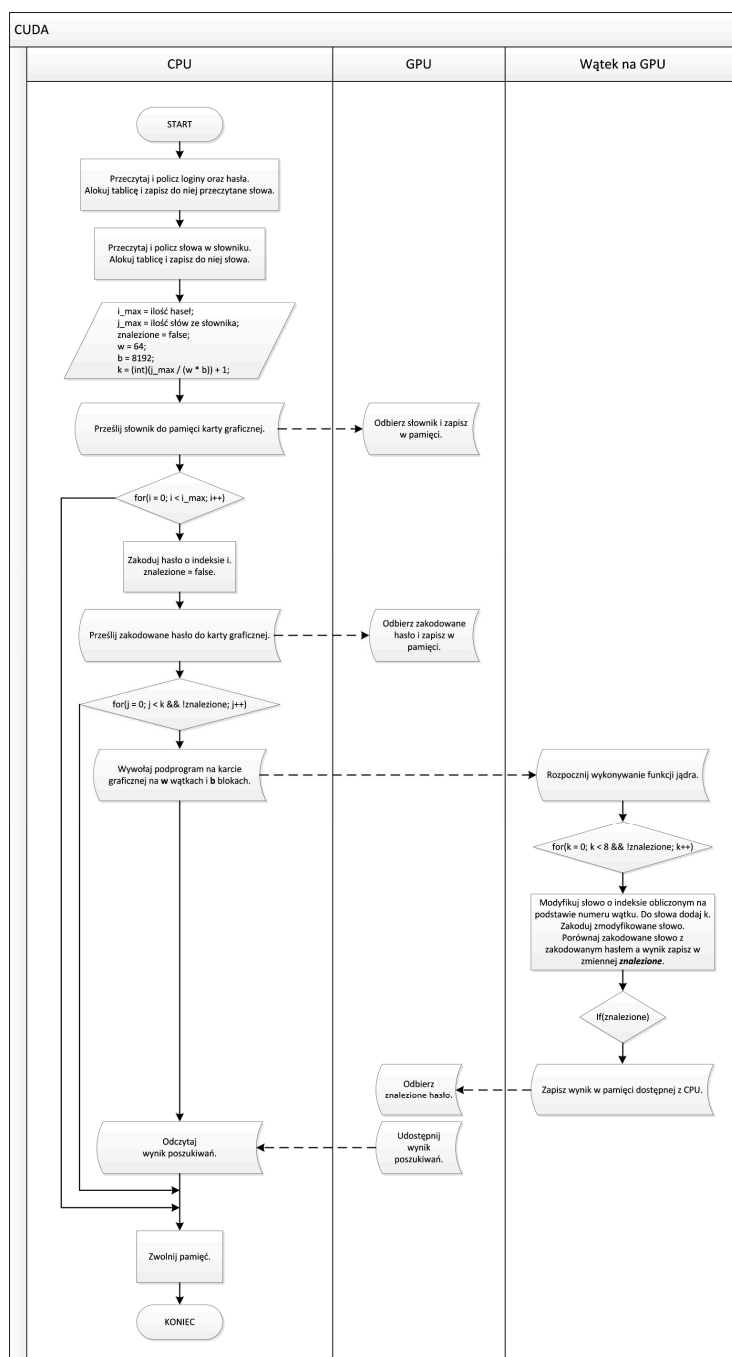 CUDA
CPU
GPU
Wątek na GPU
START
Przeczytaj i policz loginy oraz hasła.
Alokuj tablicę i zapisz do niej przeczytane słowa.
Przeczytaj i policz słowa w słowniku.
Alokuj tablicę i zapisz do niej słowa.
i_max = ilość haseł;
j_max = ilość słów ze słownika;
znalezione = false;
w = 64;
b = 8192;
k = (int)(j_max / (w * b)) + 1;
Prześlij słownik do pamięci karty graficznej.
Odbierz słownik i zapisz
w pamięci.
for(i = 0; i < i_max; i++)
Zakoduj hasło o indeksie i.
znalezione = false.
Prześlij zakodowane hasło do karty graficznej.
Odbierz zakodowane
hasło i zapisz w
pamięci.
for(j = 0; j < k && !znalezione; j++)
Wywołaj podprogram na karcie
graficznej na w wątkach i b blokach.
Rozpocznij wykonywanie funkcji jądra.
for(k = 0; k < 8 && !znalezione; k++)
Modyfikuj słowo o indeksie obliczonym na
podstawie numeru wątku. Do słowa dodaj k.
Zakoduj zmodyfikowane słowo.
Porównaj zakodowane słowo z
zakodowanym hasłem a wynik zapisz w
zmiennej znalezione.
If(znalezione)
Zapisz wynik w pamięci dostępnej z CPU.
Odbierz
znalezione hasło.
Udostępnij
wynik
poszukiwań.
Odczytaj
wynik poszukiwań.
Zwolnij pamięć.
KONIEC